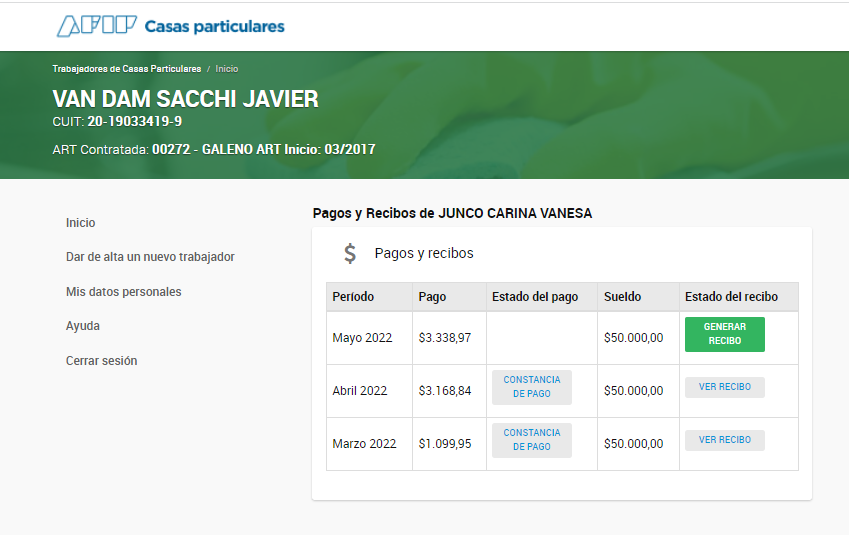 AFIP Casas particulares
Trabajadores de Casas Particulares / Inicio
VAN DAM SACCHI JAVIER
CUIT: 20-19033419-9
ART Contratada: 00272 - GALENO ART Inicio: 03/2017
Inicio
Dar de alta un nuevo trabajador
Mis datos personales
Ayuda
Cerrar sesión
Pagos y Recibos de JUNCO CARINA VANESA
$ Pagos y recibos
Período Pago Estado del pago Sueldo Estado del recibo
Mayo 2022 $3.338,97 $50.000,00 GENERAR
RECIBO
Abril 2022 $3.168,84 CONSTANCIA
DE PAGO $50.000,00 VER RECIBO
Marzo 2022 $1.099,95 CONSTANCIA
DE PAGO $50.000,00 VER RECIBO